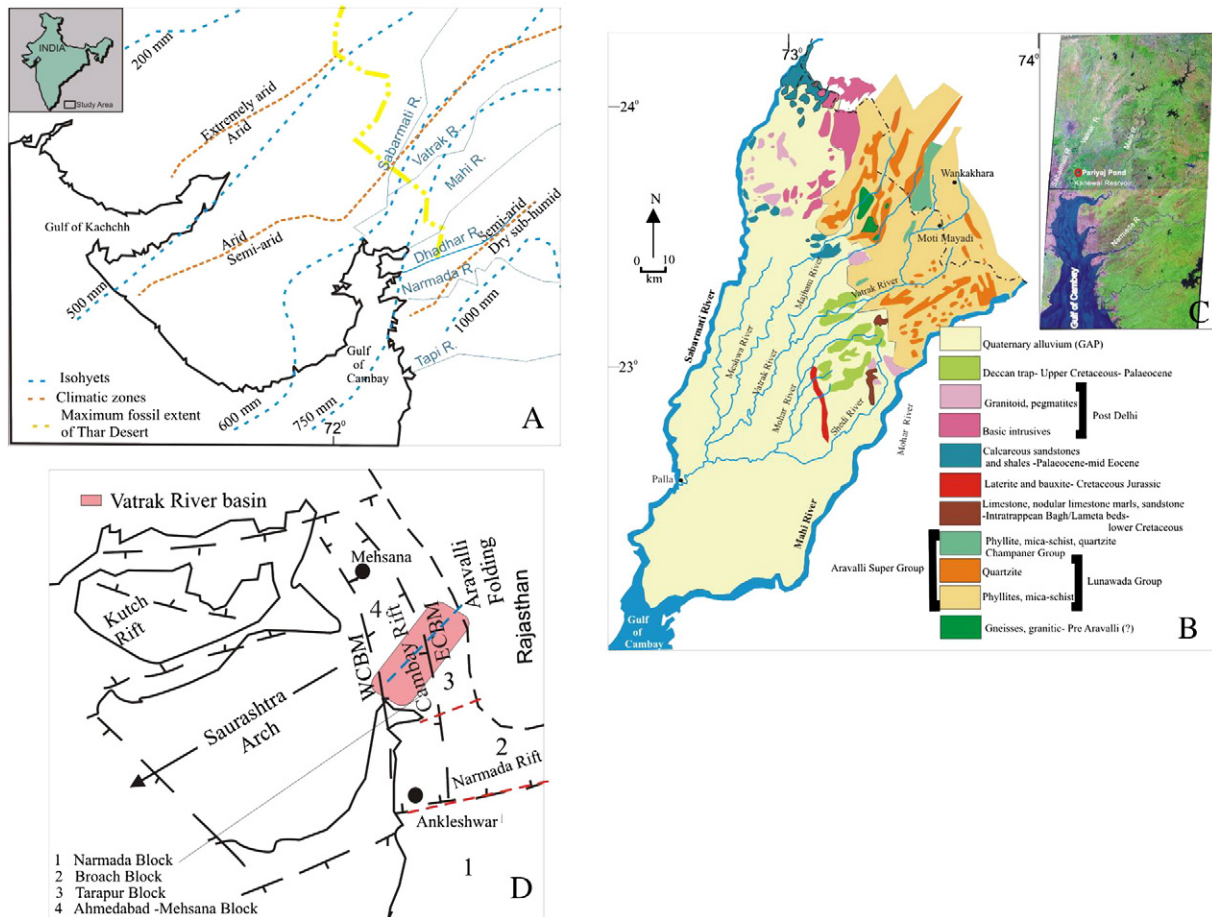 INDIA
Study Area
200 mm
Extremely arid
Arid
Sabarmati R.
Vatrak R.
Mahi R.
Gulf of Kachchh
Arid
Semi-arid
Dhadhar R.
Semi-arid
Dry sub-humid
Narmada R.
500 mm
1000 mm
Gulf
of
Cambay
Tapi R.
Isohyets
Climatic zones
Maximum fossil extent
of Thar Desert
600 mm
750 mm
72°
A
73°
74°
24°
23°
N
0 10
km
Wankakhara
Moti Mayadi
Majham River
Vatrak River
Sabarmati River
Meshwa River
Vatrak River
Mohar River
Shedi River
Mohar River
Palla
Mahi River
Gulf
of
Cambay
Quaternary alluvium (GAP)
Deccan trap- Upper Cretaceous- Palaeocene
Granitoid, pegmatites
Basic intrusives
Post Delhi
Calcareous sandstones
and shales -Palaeocene-mid Eocene
Laterite and bauxite- Cretaceous Jurassic
Limestone, nodular limestone marls, sandstone
-Intratrappean Bagh/Lameta beds-
lower Cretaceous
Phyllite, mica-schist, quartzite
Champaner Group
Aravalli Super Group
Quartzite
Lunawada Group
Phyllites, mica-schist
Gneisses, granitic- Pre Aravalli (?)
B
Mahi R.
Pariyaj Pond
Narmada R.
Gulf of Cambay
C
Vatrak River basin
Mehsana
Aravalli
Folding
Rajasthan
Kutch
Rift
4
WCBM
Cambay Rift
ECBM
3
Saurashtra
Arch
2
Narmada Rift
Ankleshwar
1
1 Narmada Block
2 Broach Block
3 Tarapur Block
4 Ahmedabad -Mehsana Block
D